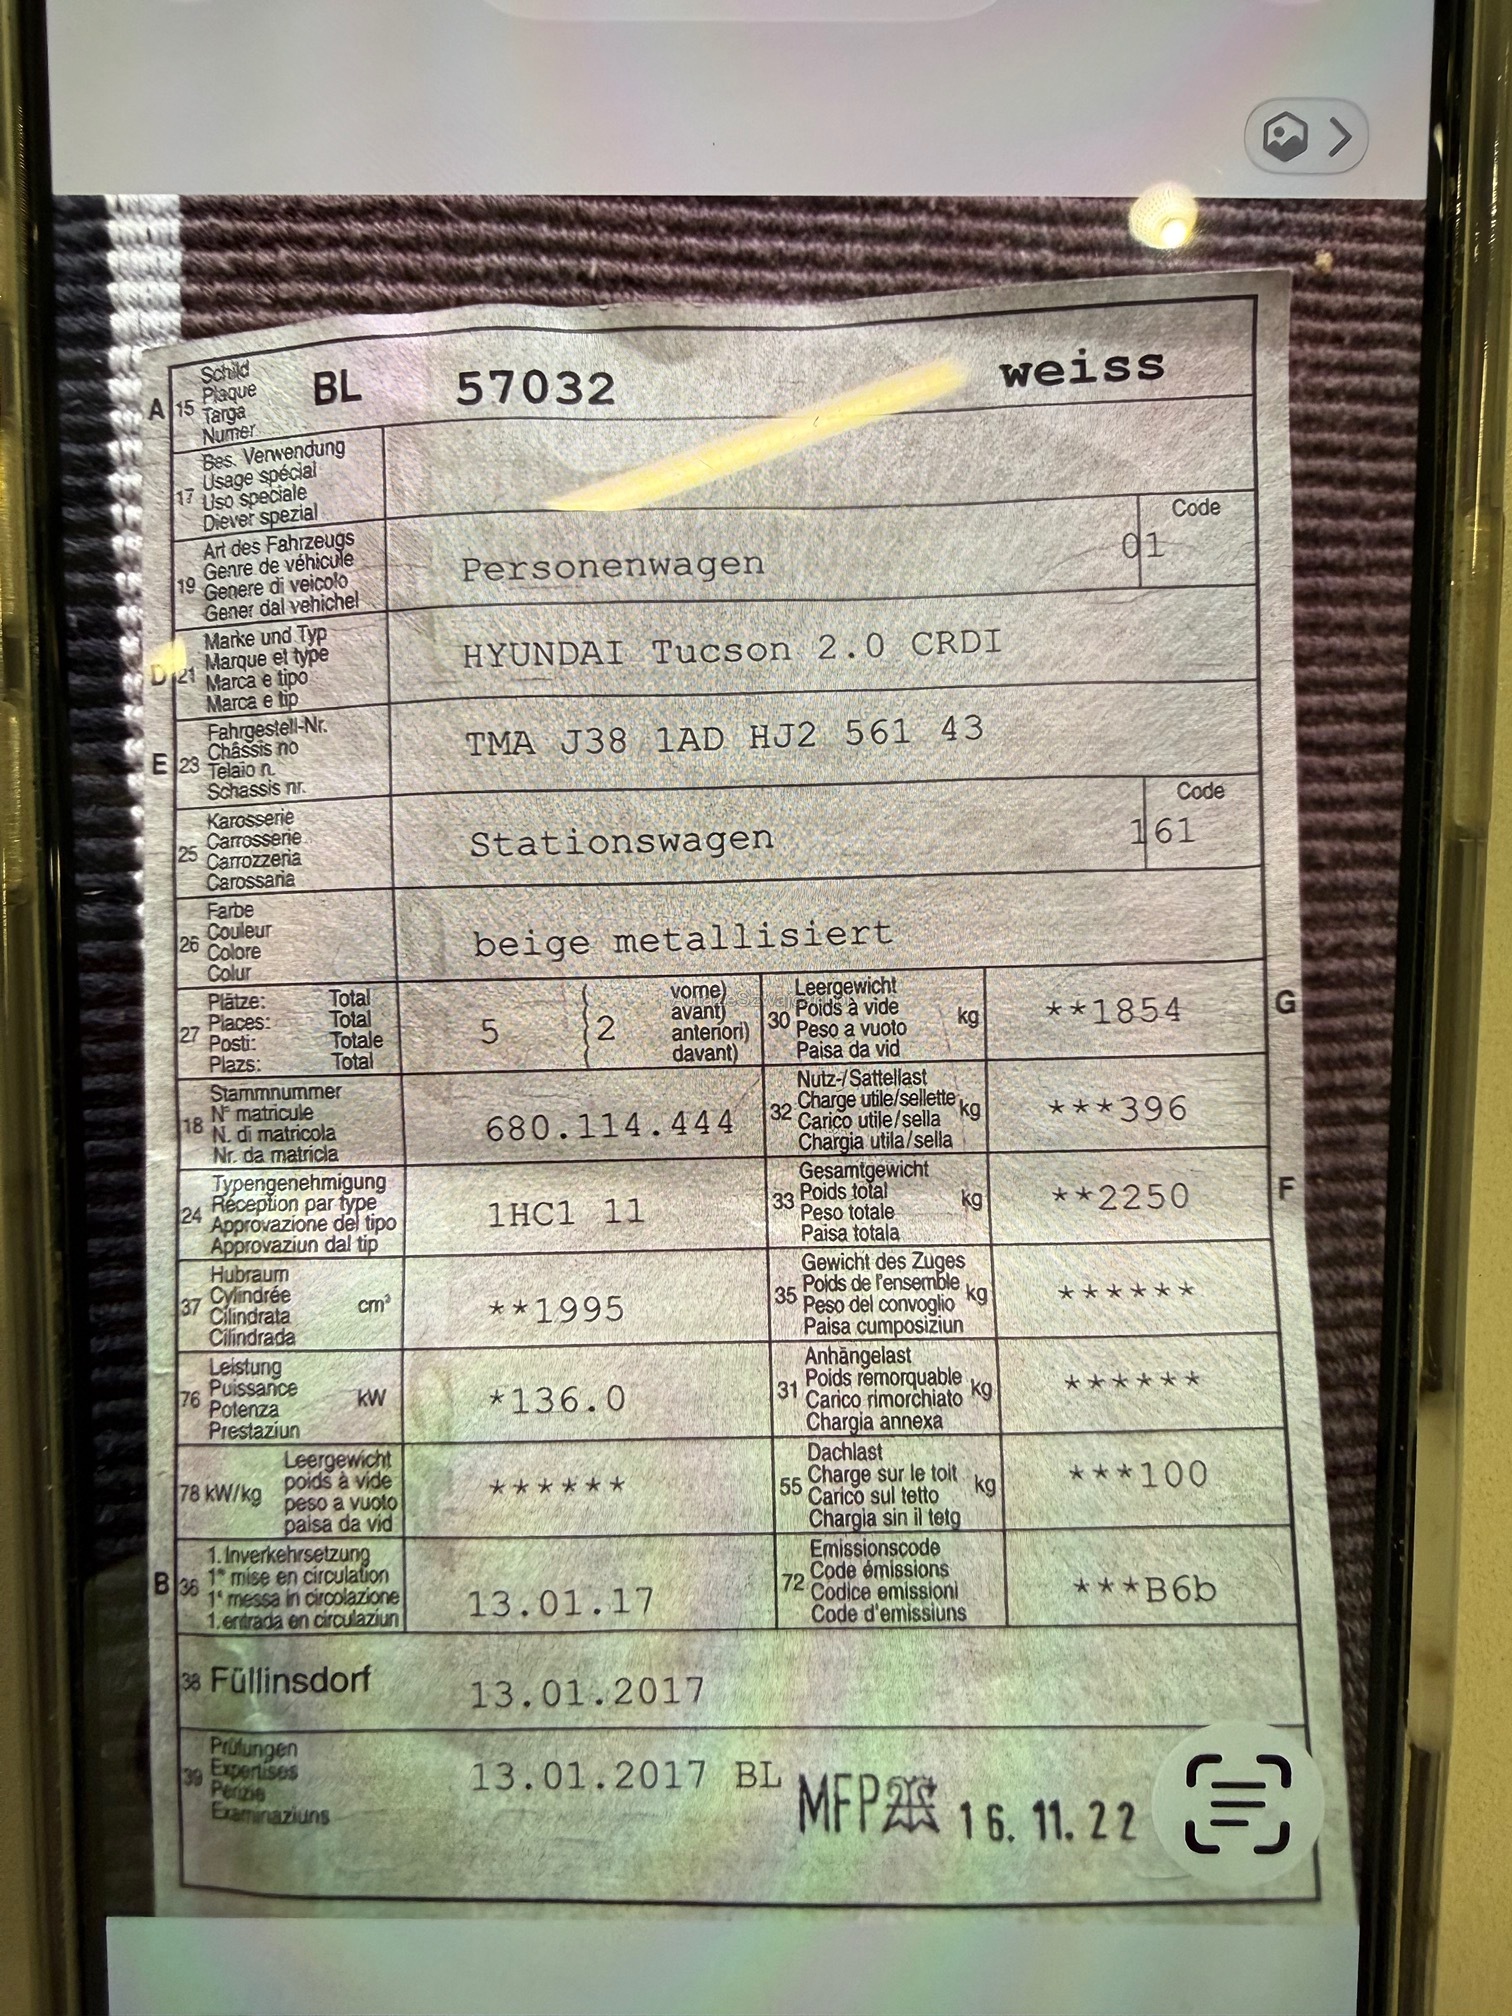 A 15 Schild BL 57032 weiss
Plaque
Targa
Numer
17 Bes. Verwendung
Usage spécial
Uso speciale
Diever spezial
19 Art des Fahrzeugs Personenwagen Code 01
Genre de véhicule
Genere di veicolo
Gener dal vehichel
D 21 Marke und Typ HYUNDAI Tucson 2.0 CRDI
Marque et type
Marca e tipo
Marca e tip
E 23 Fahrgestell-Nr. TMA J38 1AD HJ2 561 43
Châssis no
Telaio n.
Schassis nr.
25 Karosserie Stationswagen Code 161
Carrosserie
Carrozzeria
Carossaria
26 Farbe beige metallisiert
Couleur
Colore
Colur
27 Plätze: Total 5 2 vorne)
Places: Total avant)
Posti: Totale anteriori)
Plazs: Total davant)
30 Leergewicht kg **1854 G
Poids à vide
Peso a vuoto
Paisa da vid
18 Stammnummer 680.114.444
N° matricule
N. di matricola
Nr. da matricla
32 Nutz-/Sattellast kg ***396
Charge utile/sellette
Carico utile/sella
Chargia utila/sella
24 Typengenehmigung 1HC1 11
Réception par type
Approvazione del tipo
Approvaziun dal tip
33 Gesamtgewicht kg **2250 F
Poids total
Peso totale
Paisa totala
37 Hubraum cm³ **1995
Cylindrée
Cilindrata
Cilindrada
35 Gewicht des Zuges kg ******
Poids de l'ensemble
Peso del convoglio
Paisa cumposiziun
76 Leistung kW *136.0
Puissance
Potenza
Prestaziun
31 Anhängelast kg ******
Poids remorquable
Carico rimorchiato
Chargia annexa
78 kW/kg Leergewicht ******
poids à vide
peso a vuoto
paisa da vid
55 Dachlast kg ***100
Charge sur le toit
Carico sul tetto
Chargia sin il tetg
B 36 1. Inverkehrsetzung 13.01.17
1e mise en circulation
1a messa in circolazione
1. entrada en circulaziun
72 Emissionscode ***B6b
Code émissions
Codice emissioni
Code d'emissiuns
38 Füllinsdorf 13.01.2017
39 Prüfungen 13.01.2017 BL MFP 16.11.22
Expertises
Perizie
Examinaziuns